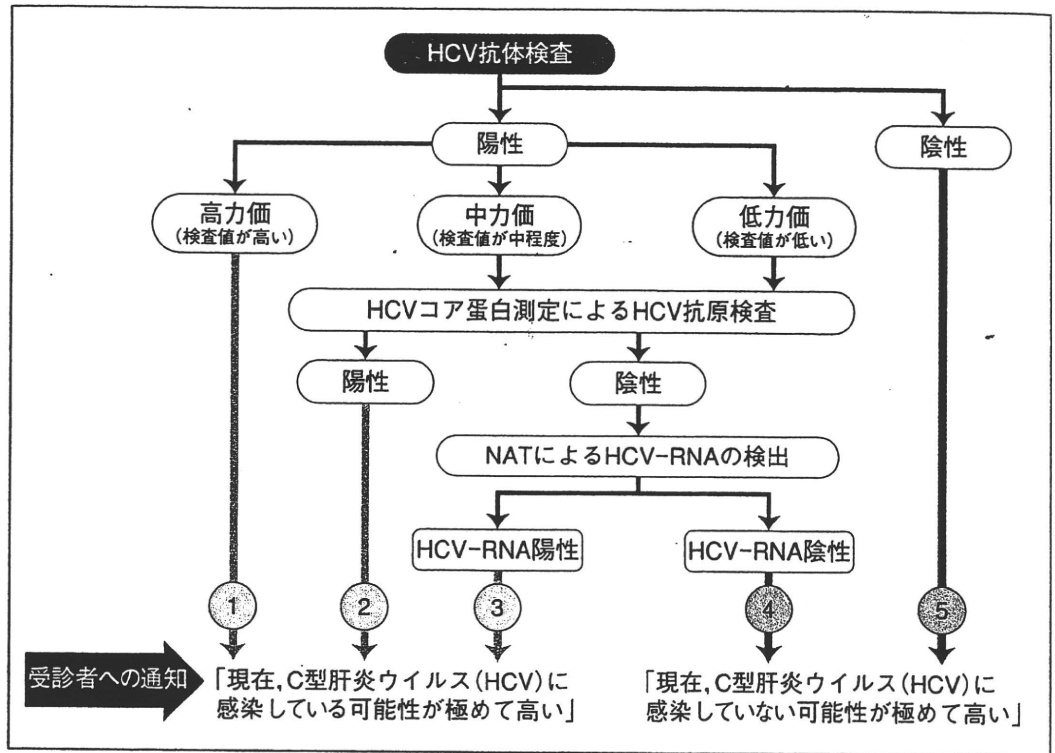 HCV抗体検査
陽性
陰性
高力価
(検査値が高い)
中力価
(検査値が中程度)
低力価
(検査値が低い)
HCVコア蛋白測定によるHCV抗原検査
陽性
陰性
NATによるHCV-RNAの検出
HCV-RNA陽性
HCV-RNA陰性
1
2
3
4
5
受診者への通知
「現在,C型肝炎ウイルス(HCV)に
感染している可能性が極めて高い」
「現在,C型肝炎ウイルス(HCV)に
感染していない可能性が極めて高い」